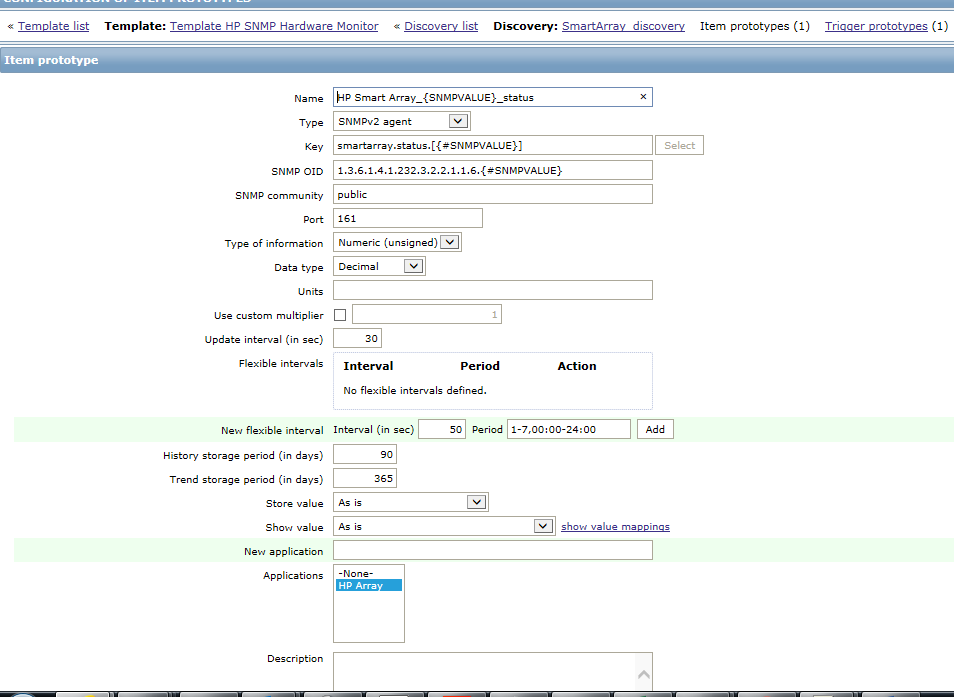 CONFIGURATION OF ITEM PROTOTYPES
« Template list Template: Template HP SNMP Hardware Monitor « Discovery list Discovery: SmartArray_discovery Item prototypes (1) Trigger prototypes (1)
Item prototype
Name HP Smart Array_{SNMPVALUE}_status ×
Type SNMPv2 agent
Key smartarray.status.[{#SNMPVALUE}] Select
SNMP OID 1.3.6.1.4.1.232.3.2.2.1.1.6.{#SNMPVALUE}
SNMP community public
Port 161
Type of information Numeric (unsigned)
Data type Decimal
Units
Use custom multiplier 1
Update interval (in sec) 30
Flexible intervals Interval Period Action
No flexible intervals defined.
New flexible interval Interval (in sec) 50 Period 1-7,00:00-24:00 Add
History storage period (in days) 90
Trend storage period (in days) 365
Store value As is
Show value As is show value mappings
New application
Applications -None-
HP Array
Description